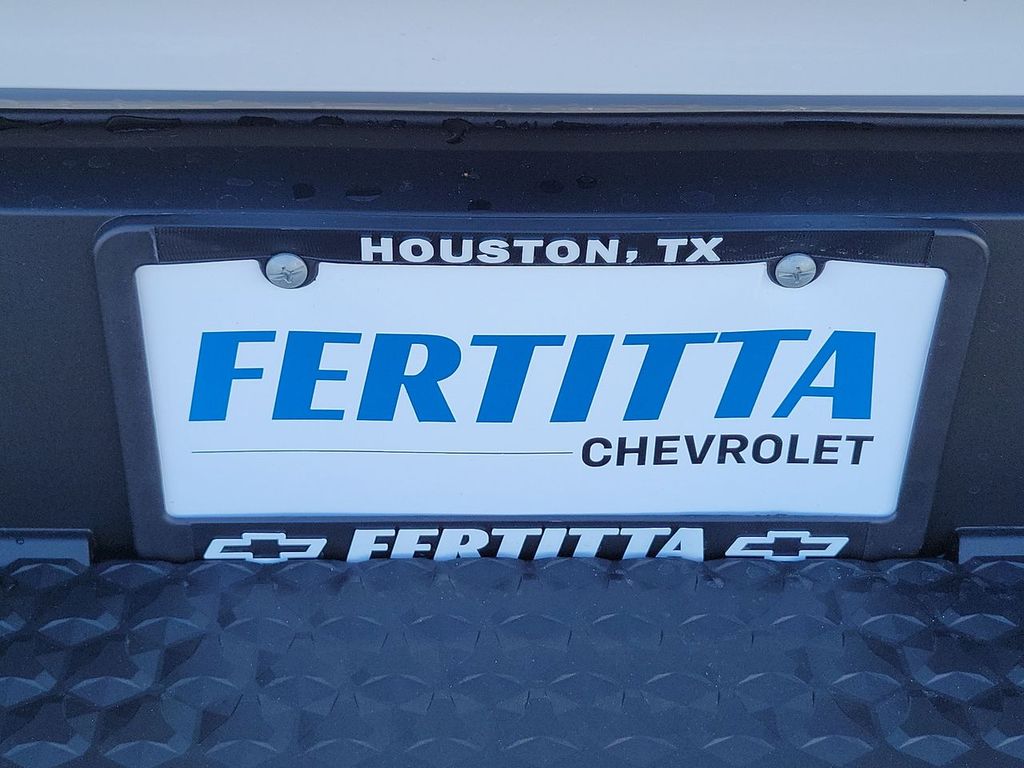 HOUSTON, TX
FERTITTA
CHEVROLET
FERTITTA